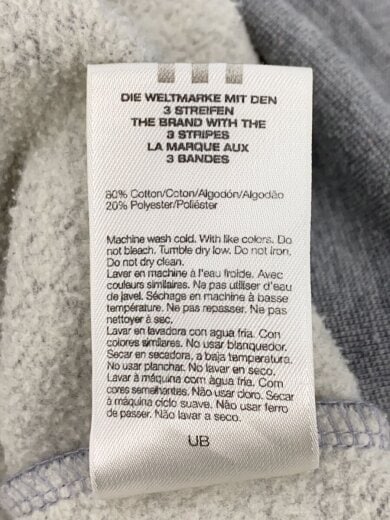 DIE WELTMARKE MIT DEN
3 STREIFEN
THE BRAND WITH THE
3 STRIPES
LA MARQUE AUX
3 BANDES
80% Cotton/Coton/Algodón/Algodão
20% Polyester/Poliéster
Machine wash cold. With like colors. Do
not bleach. Tumble dry low. Do not iron.
Do not dry clean.
Laver en machine à l'eau froide. Avec
couleurs similaires. Ne pas utiliser d'eau
de javel. Séchage en machine à basse
température. Ne pas repasser. Ne pas
nettoyer à sec.
Lavar en lavadora con agua fría. Con
colores similares. No usar blanqueador.
Secar en secadora, a baja temperatura.
No usar planchar. No lavar en seco.
Lavar à máquina com água fria. Com
cores semelhantes. Não usar cloro. Secar
à máquina ciclo suave. Não usar ferro
de passar. Não lavar a seco.
UB